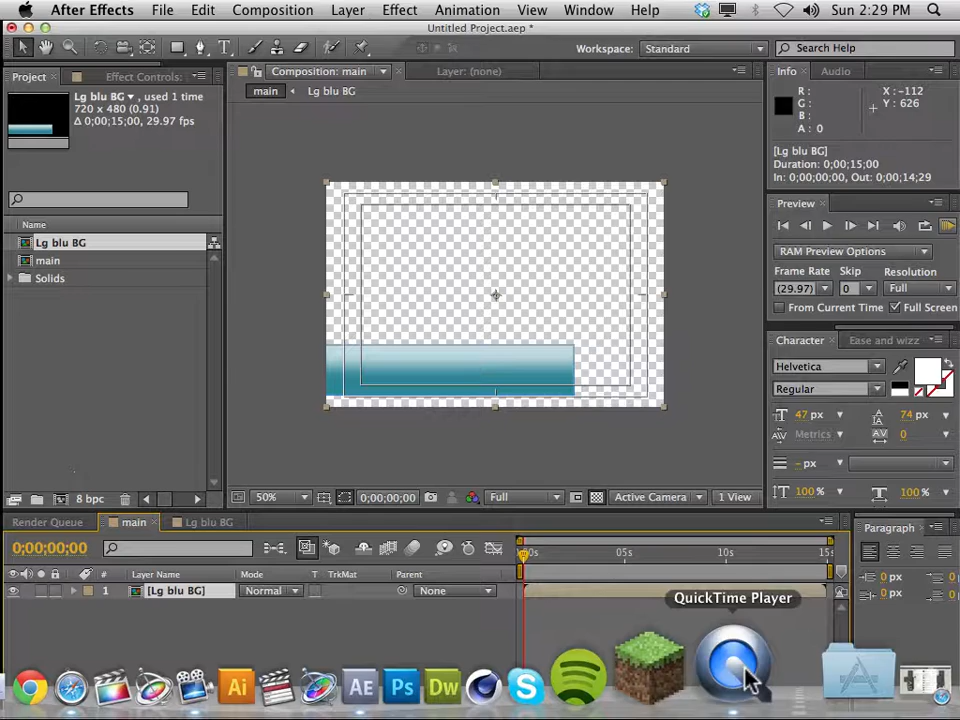 After Effects File Edit Composition Layer Effect Animation View Window Help Sun 2:29 PM
Untitled Project.aep *
Workspace: Standard Search Help
Project Effect Controls: Composition: main Layer: (none) Info Audio
main Lg blu BG
Lg blu BG, used 1 time
720 x 480 (0.91)
Δ 0;00;15;00, 29.97 fps
R: X: -112
G: Y: 626
B:
A: 0
[Lg blu BG]
Duration: 0;00;15;00
In: 0;00;00;00, Out: 0;00;14;29
Preview
Name
Lg blu BG
main
Solids
RAM Preview Options
Frame Rate Skip Resolution
(29.97) 0 Full
From Current Time Full Screen
Character Ease and wizz
Helvetica
Regular
47 px 74 px
Metrics 0
- px
100 % 100 %
8 bpc 50% 0;00;00;00 Full Active Camera 1 View
Render Queue main Lg blu BG
Paragraph
0;00;00;00
:00s 05s 10s 15s
# Layer Name Mode T TrkMat Parent
1 [Lg blu BG] Normal None
0 px 0 px
0 px
QuickTime Player
Ai AE Ps Dw S